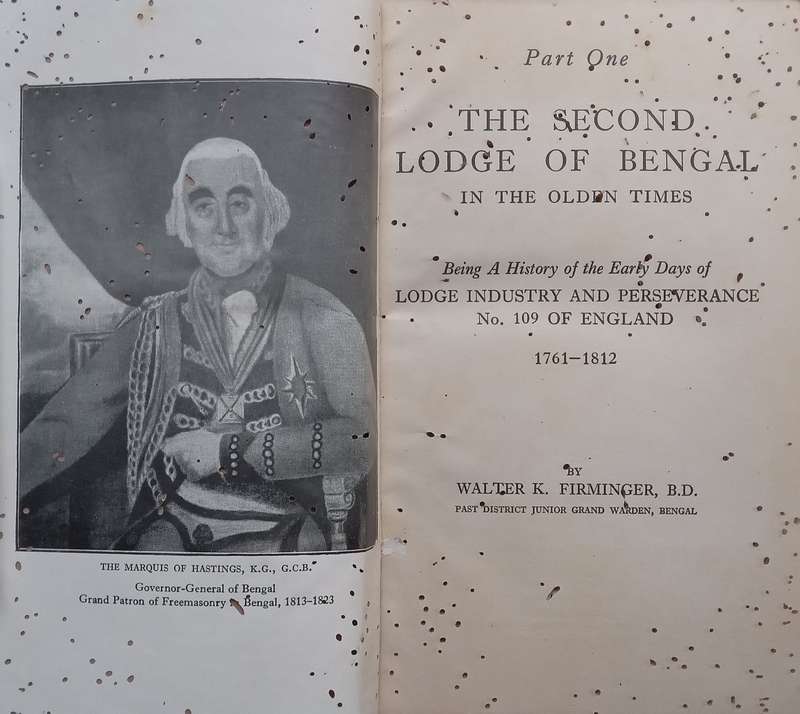 THE MARQUIS OF HASTINGS, K.G., G.C.B.
Governor-General of Bengal
Grand Patron of Freemasonry in Bengal, 1813–1823
Part One
THE SECOND
LODGE OF BENGAL
IN THE OLDEN TIMES
Being A History of the Early Days of
LODGE INDUSTRY AND PERSEVERANCE
No. 109 OF ENGLAND
1761–1812
BY
WALTER K. FIRMINGER, B.D.
PAST DISTRICT JUNIOR GRAND WARDEN, BENGAL